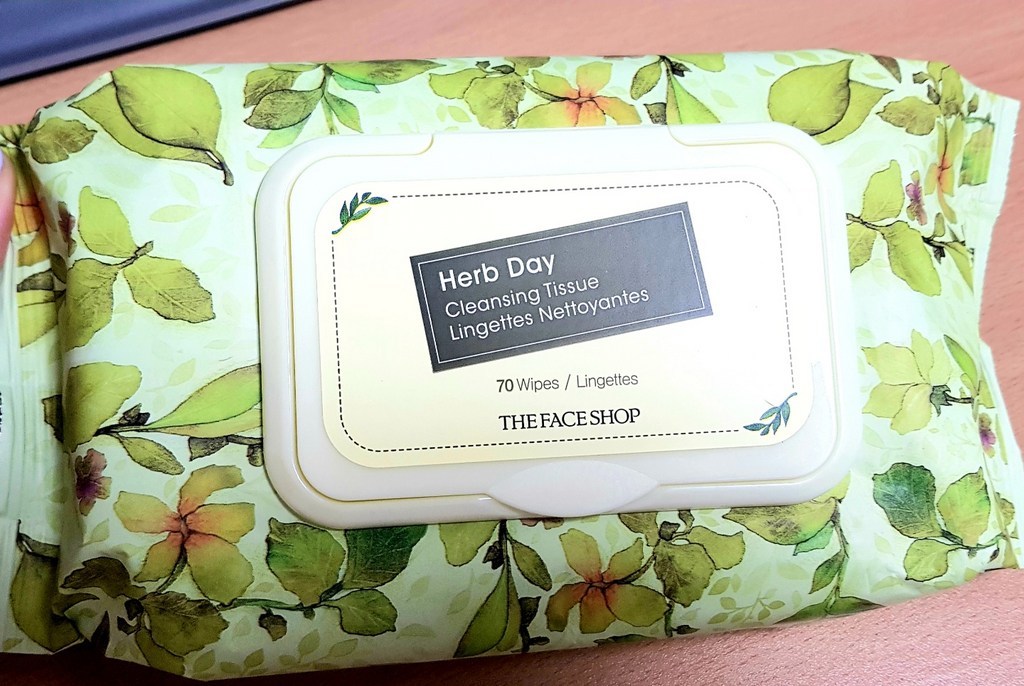 Herb Day
Cleansing Tissue
Lingettes Nettoyantes
70 Wipes / Lingettes
THE FACE SHOP